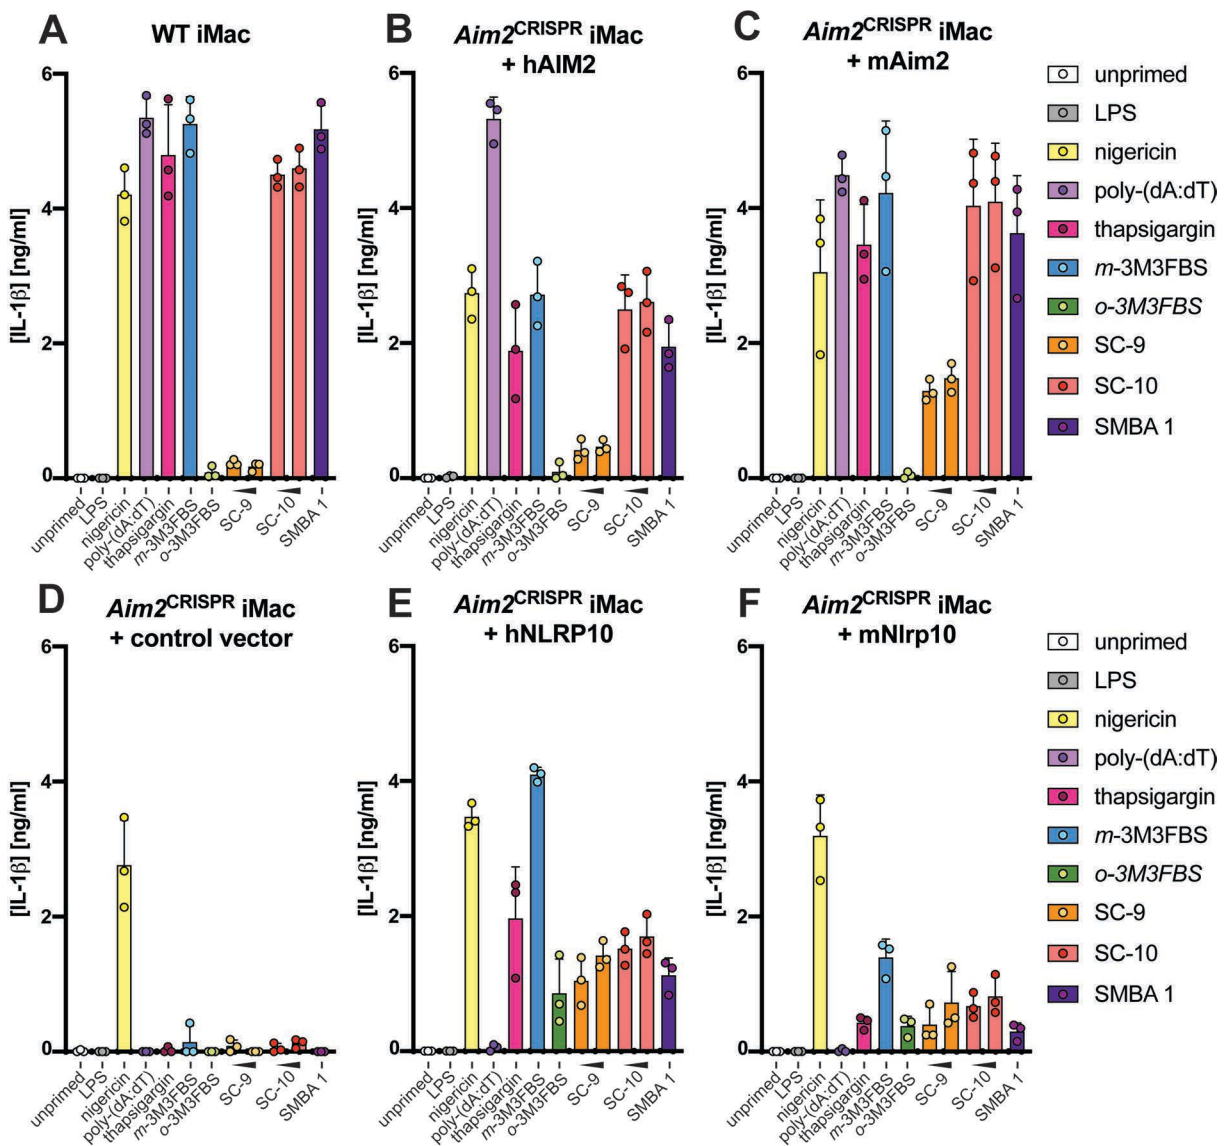 A
WT iMac
6
4
2
0
[IL-1β] [ng/ml]
unprimed
LPS
nigericin
poly-(dA:dT)
thapsigargin
m-3M3FBS
o-3M3FBS
SC-9
SC-10
SMBA 1
B
Aim2CRISPR iMac
+ hAIM2
6
4
2
0
[IL-1β] [ng/ml]
unprimed
LPS
nigericin
poly-(dA:dT)
thapsigargin
m-3M3FBS
o-3M3FBS
SC-9
SC-10
SMBA 1
C
Aim2CRISPR iMac
+ mAim2
6
4
2
0
[IL-1β] [ng/ml]
unprimed
LPS
nigericin
poly-(dA:dT)
thapsigargin
m-3M3FBS
o-3M3FBS
SC-9
SC-10
SMBA 1
unprimed
LPS
nigericin
poly-(dA:dT)
thapsigargin
m-3M3FBS
o-3M3FBS
SC-9
SC-10
SMBA 1
D
Aim2CRISPR iMac
+ control vector
6
4
2
0
[IL-1β] [ng/ml]
unprimed
LPS
nigericin
poly-(dA:dT)
thapsigargin
m-3M3FBS
o-3M3FBS
SC-9
SC-10
SMBA 1
E
Aim2CRISPR iMac
+ hNLRP10
6
4
2
0
[IL-1β] [ng/ml]
unprimed
LPS
nigericin
poly-(dA:dT)
thapsigargin
m-3M3FBS
o-3M3FBS
SC-9
SC-10
SMBA 1
F
Aim2CRISPR iMac
+ mNlrp10
6
4
2
0
[IL-1β] [ng/ml]
unprimed
LPS
nigericin
poly-(dA:dT)
thapsigargin
m-3M3FBS
o-3M3FBS
SC-9
SC-10
SMBA 1
unprimed
LPS
nigericin
poly-(dA:dT)
thapsigargin
m-3M3FBS
o-3M3FBS
SC-9
SC-10
SMBA 1